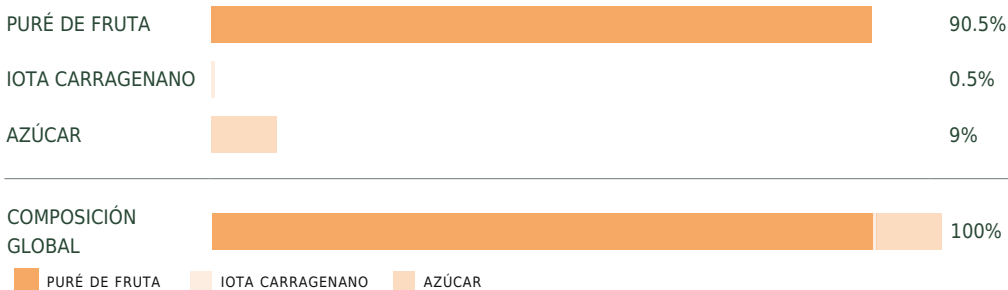 PURÉ DE FRUTA 90.5%
IOTA CARRAGENANO 0.5%
AZÚCAR 9%
COMPOSICIÓN
GLOBAL 100%
PURÉ DE FRUTA IOTA CARRAGENANO AZÚCAR